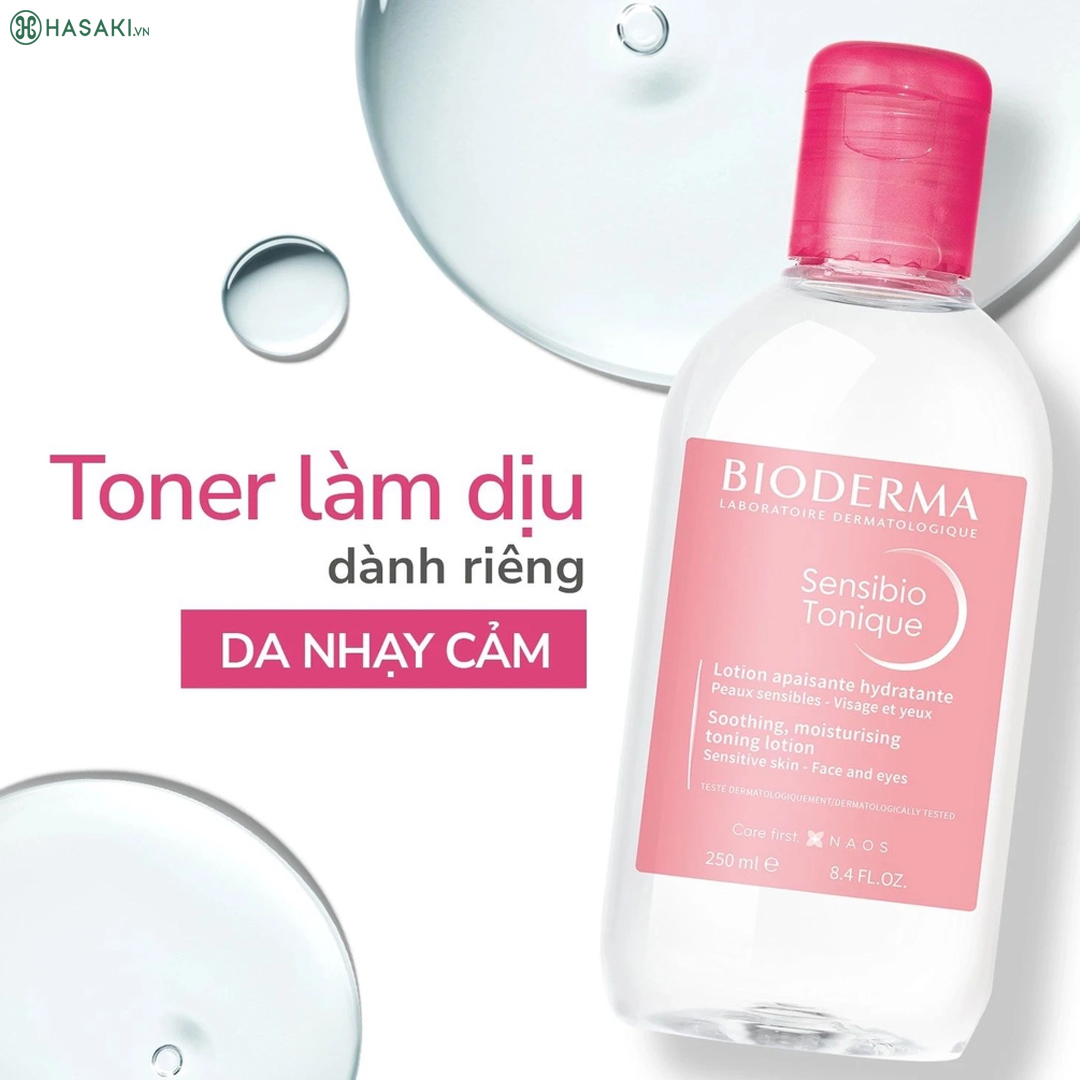 HASAKI.VN
Toner làm dịu
dành riêng
DA NHẠY CẢM
BIODERMA
LABORATOIRE DERMATOLOGIQUE
Sensibio
Tonique
Lotion apaisante hydratante
Peaux sensibles - Visage et yeux
Soothing, moisturising
toning lotion
Sensitive skin - Face and eyes
TESTÉ DERMATOLOGIQUEMENT/DERMATOLOGICALLY TESTED
Care first. NAOS
250 ml ℮ 8.4 FL.OZ.